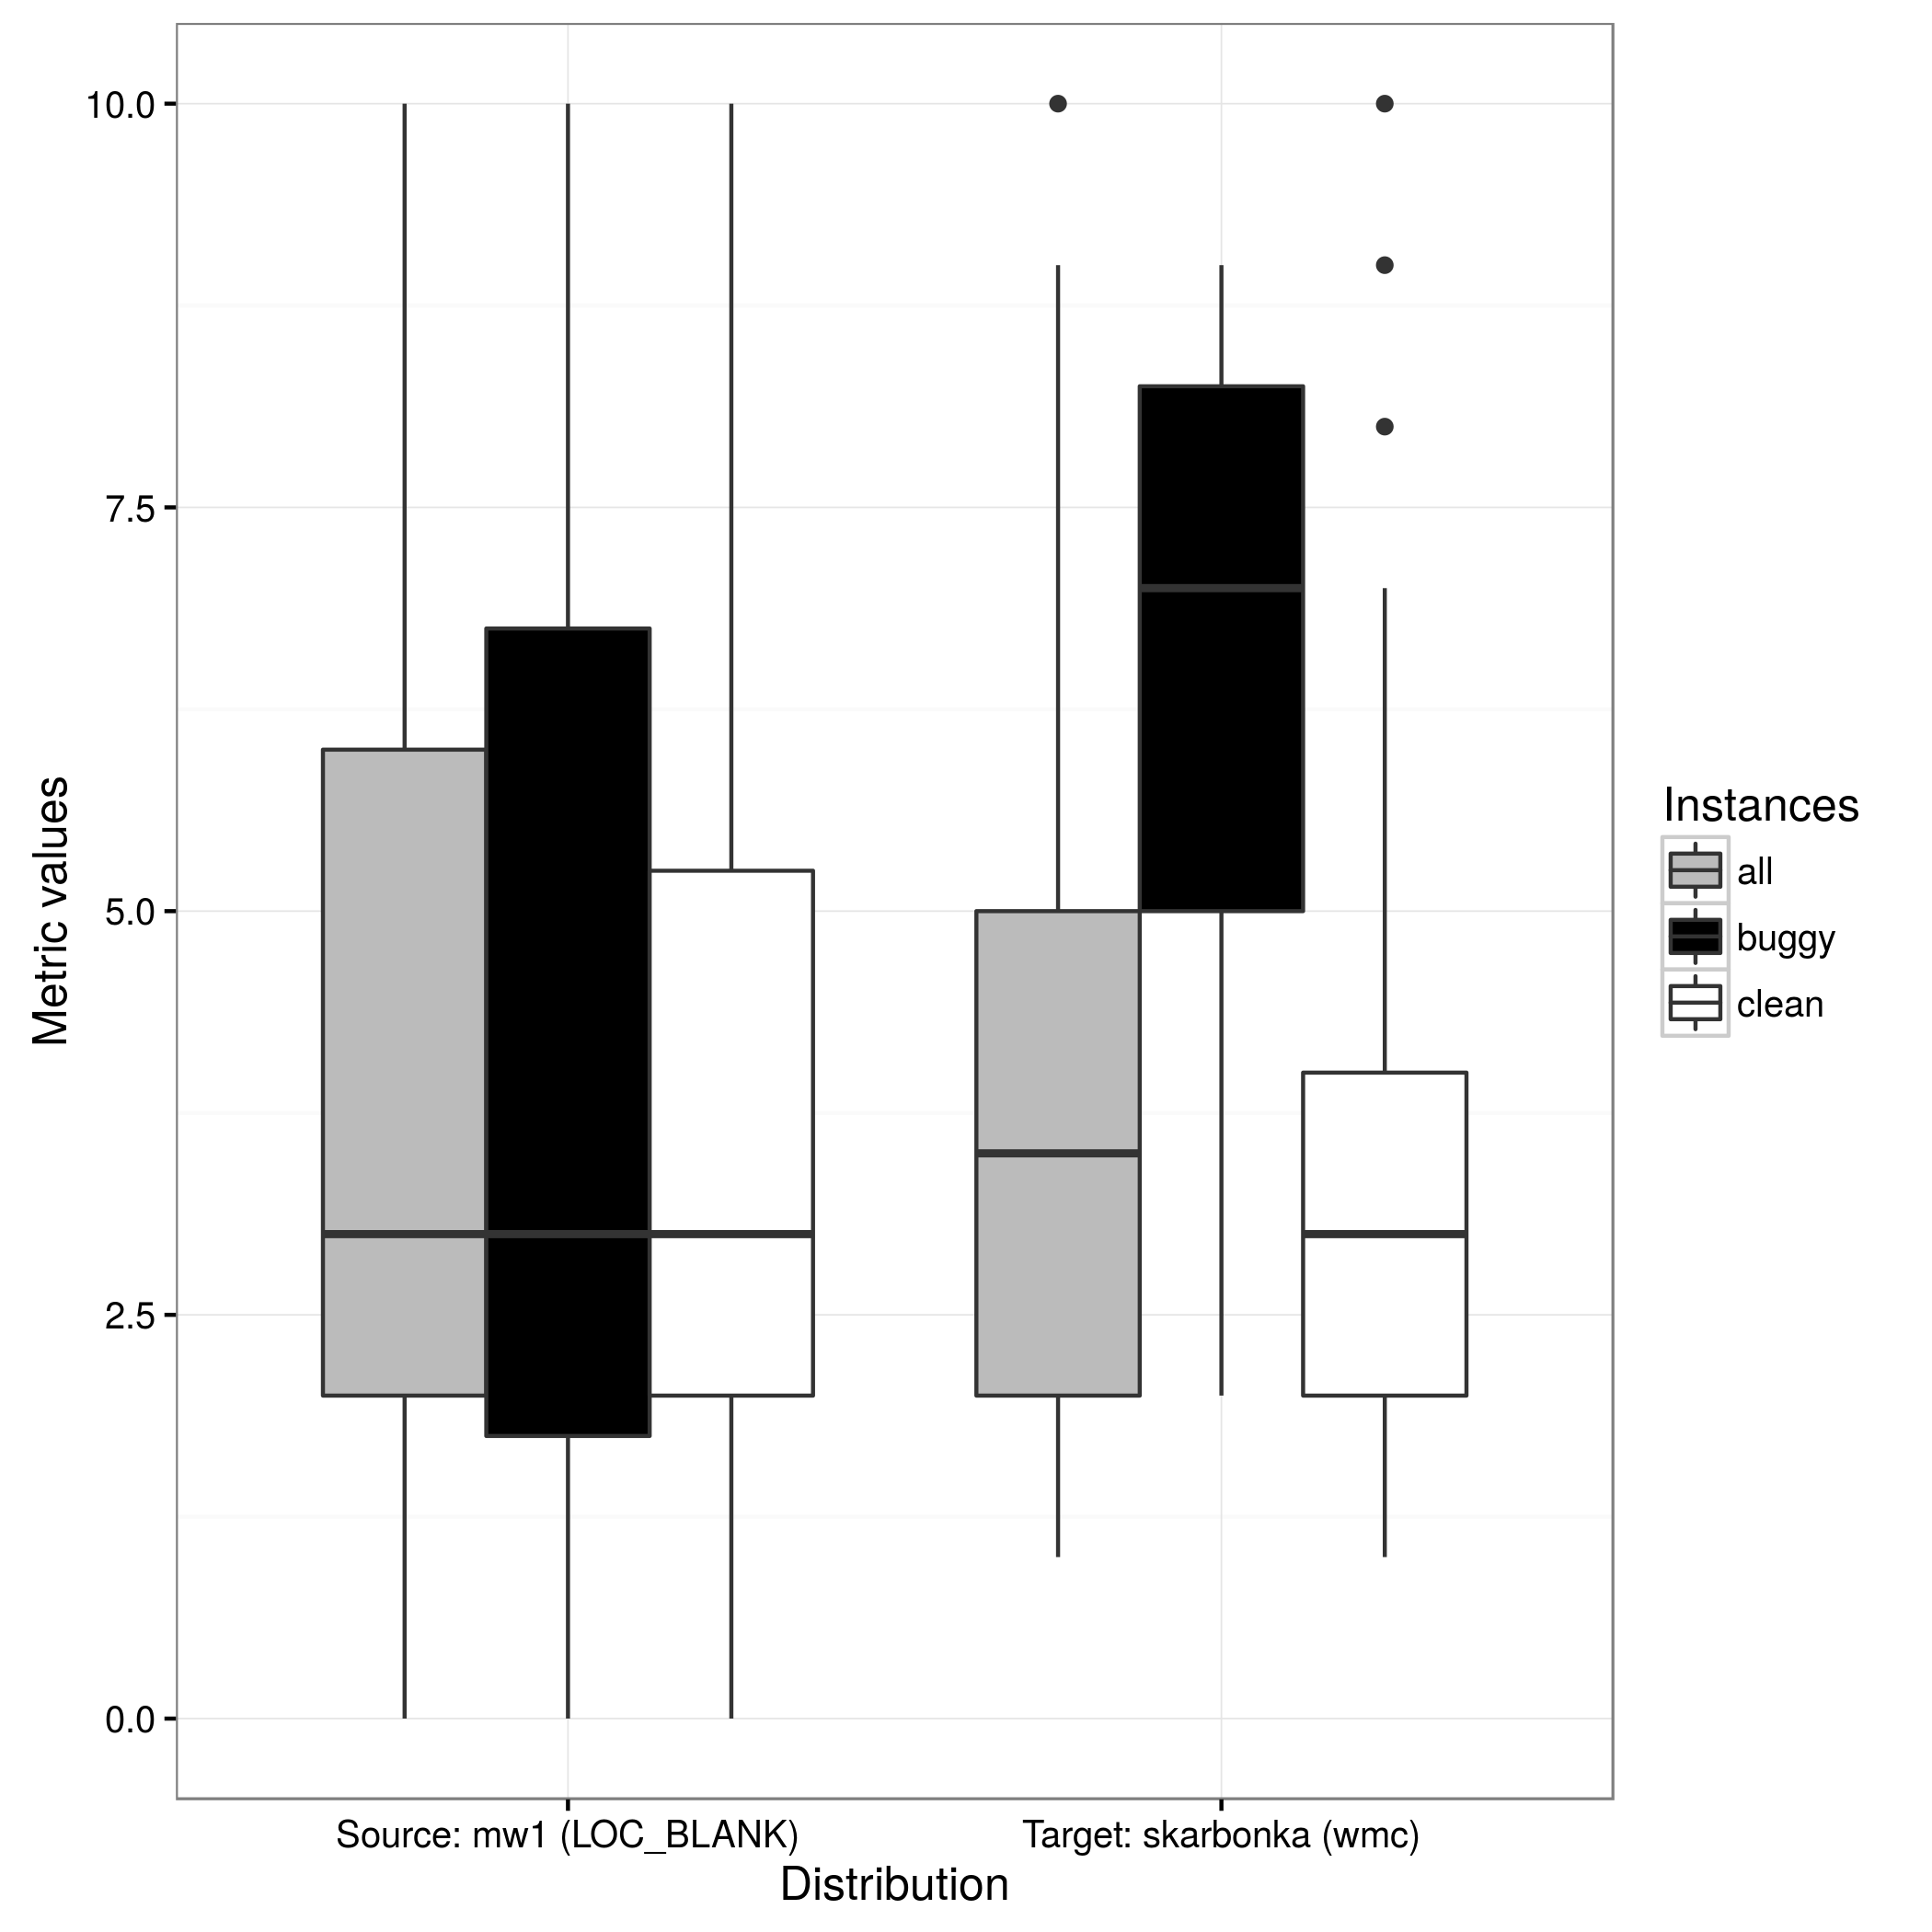 10.0
7.5
5.0
2.5
0.0
Metric values
Source: mw1 (LOC_BLANK)
Target: skarbonka (wmc)
Distribution
Instances
all
buggy
clean